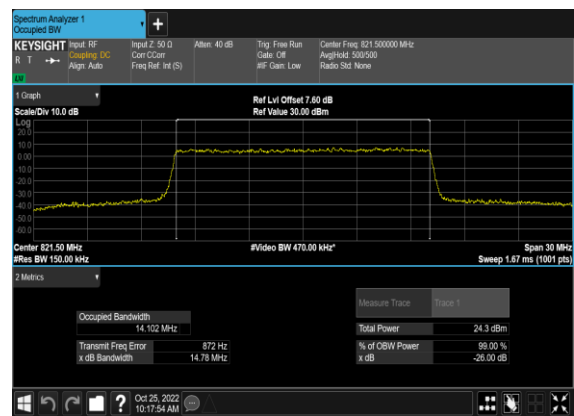 Spectrum Analyzer 1
Occupied BW
KEYSIGHT
R T
LXI
Input: RF
Coupling: DC
Align: Auto
Input Z: 50 Ω
Corr CCorr
Freq Ref: Int (S)
Atten: 40 dB
Trig: Free Run
Gate: Off
#IF Gain: Low
Center Freq: 821.500000 MHz
Avg|Hold: 500/500
Radio Std: None
1 Graph
Scale/Div 10.0 dB
Ref Lvl Offset 7.60 dB
Ref Value 30.00 dBm
Log
20.0
10.0
0.00
-10.0
-20.0
-30.0
-40.0
-50.0
-60.0
Center 821.50 MHz
#Res BW 150.00 kHz
#Video BW 470.00 kHz*
Span 30 MHz
Sweep 1.67 ms (1001 pts)
2 Metrics
Measure Trace Trace 1
Occupied Bandwidth
14.102 MHz
Total Power 24.3 dBm
Transmit Freq Error 872 Hz
% of OBW Power 99.00 %
x dB Bandwidth 14.78 MHz
x dB -26.00 dB
?
Oct 25, 2022
10:17:54 AM